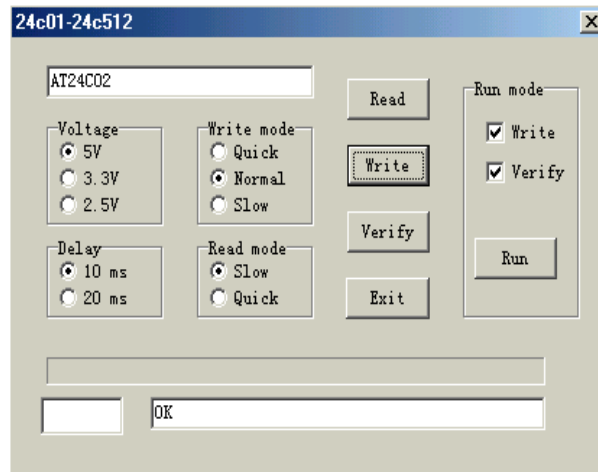 24c01-24c512
AT24C02
Voltage
5V
3.3V
2.5V
Delay
10 ms
20 ms
Write mode
Quick
Normal
Slow
Read mode
Slow
Quick
Read
Write
Verify
Exit
Run mode
Write
Verify
Run
OK